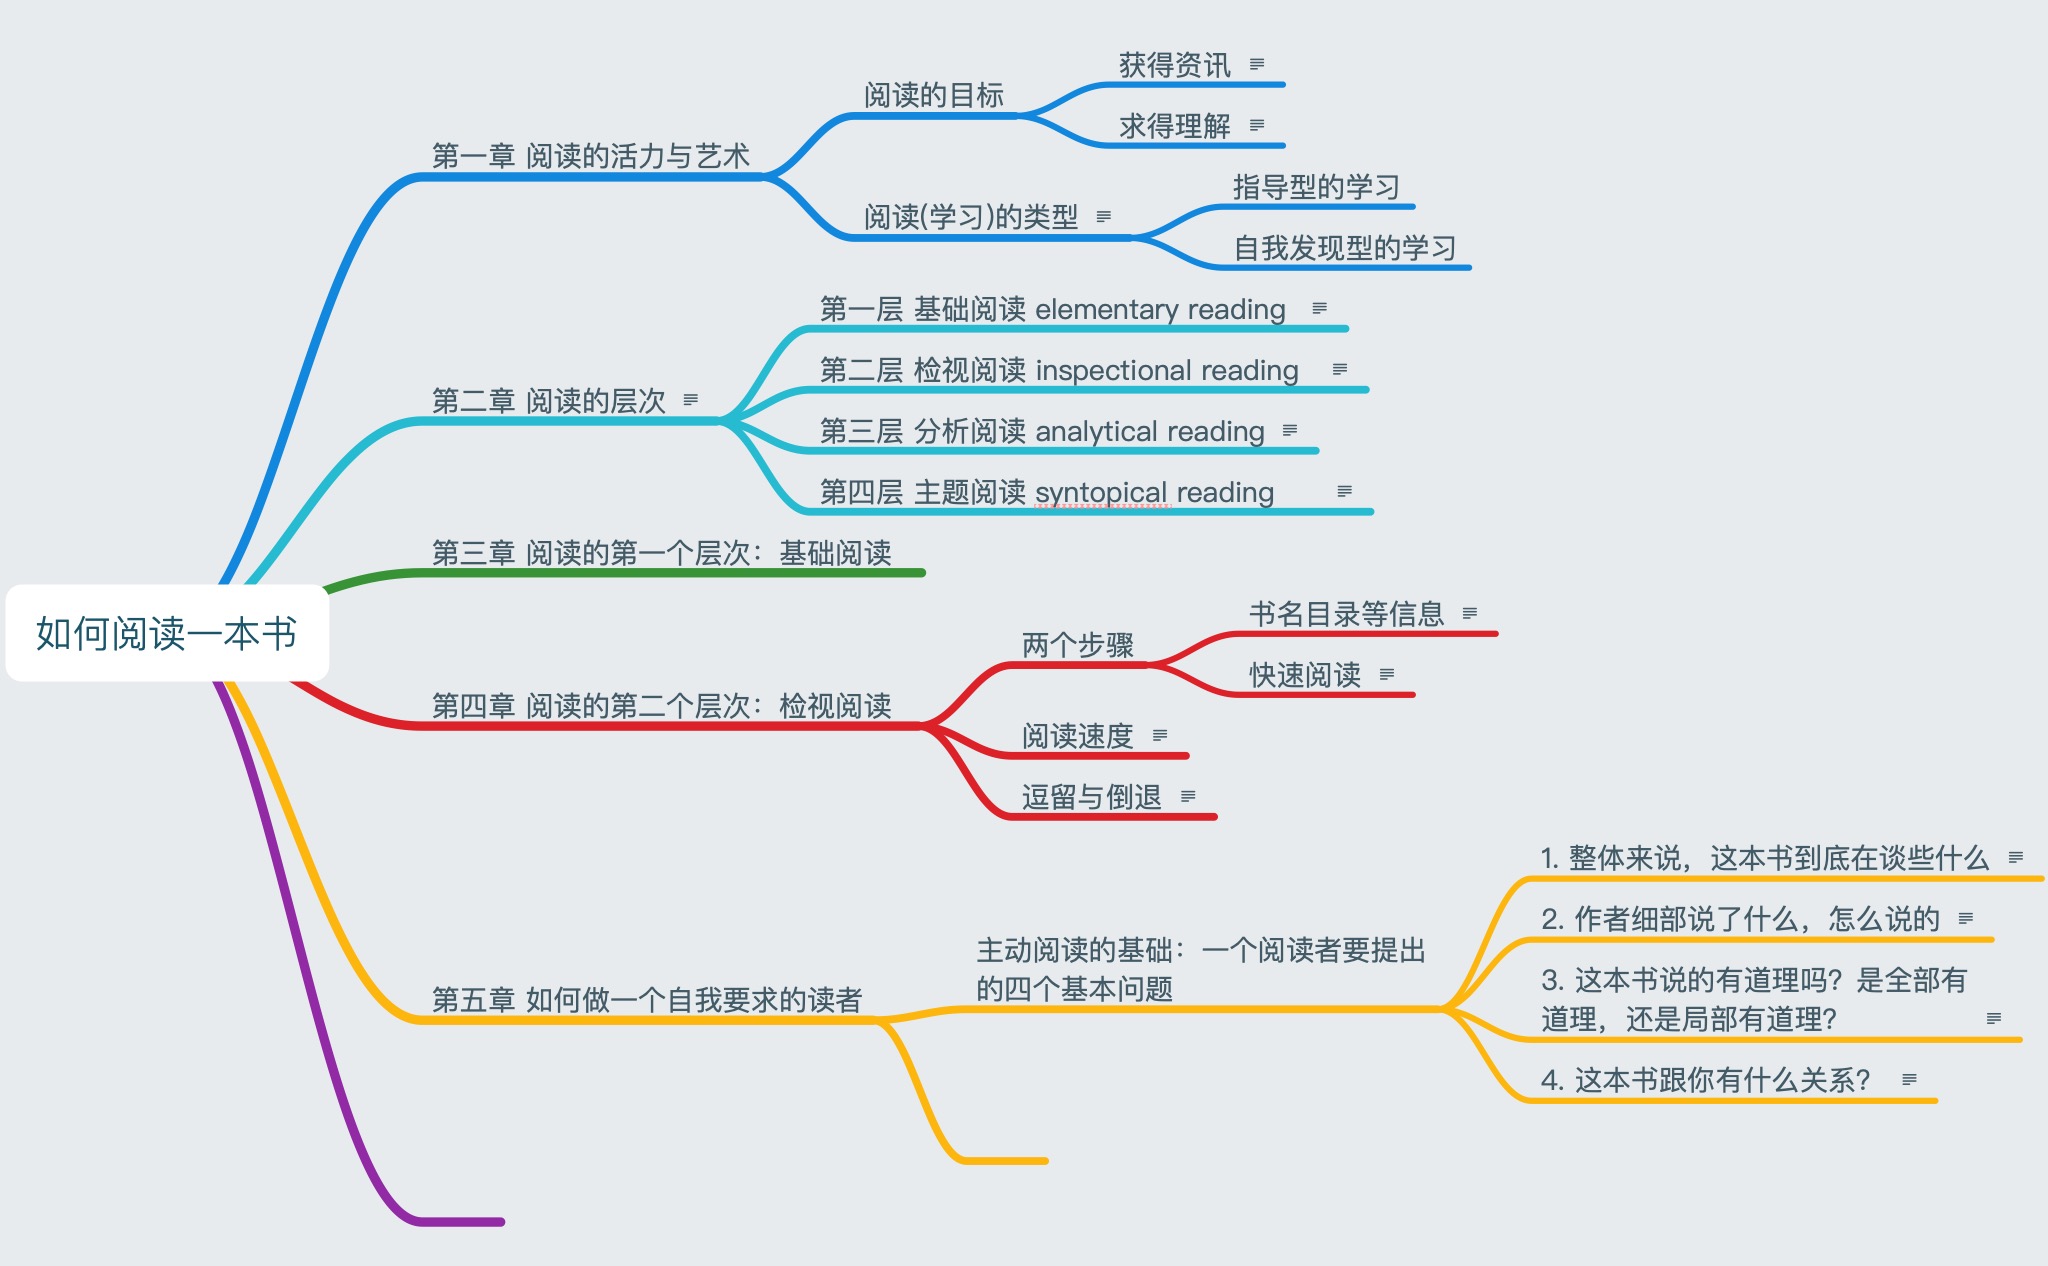 如何阅读一本书
第一章 阅读的活力与艺术
阅读的目标
获得资讯
求得理解
阅读(学习)的类型
指导型的学习
自我发现型的学习
第二章 阅读的层次
第一层 基础阅读 elementary reading
第二层 检视阅读 inspectional reading
第三层 分析阅读 analytical reading
第四层 主题阅读 syntopical reading
第三章 阅读的第一个层次：基础阅读
第四章 阅读的第二个层次：检视阅读
两个步骤
书名目录等信息
快速阅读
阅读速度
逗留与倒退
第五章 如何做一个自我要求的读者
主动阅读的基础：一个阅读者要提出
的四个基本问题
1. 整体来说，这本书到底在谈些什么
2. 作者细部说了什么，怎么说的
3. 这本书说的有道理吗？是全部有
道理，还是局部有道理？
4. 这本书跟你有什么关系？